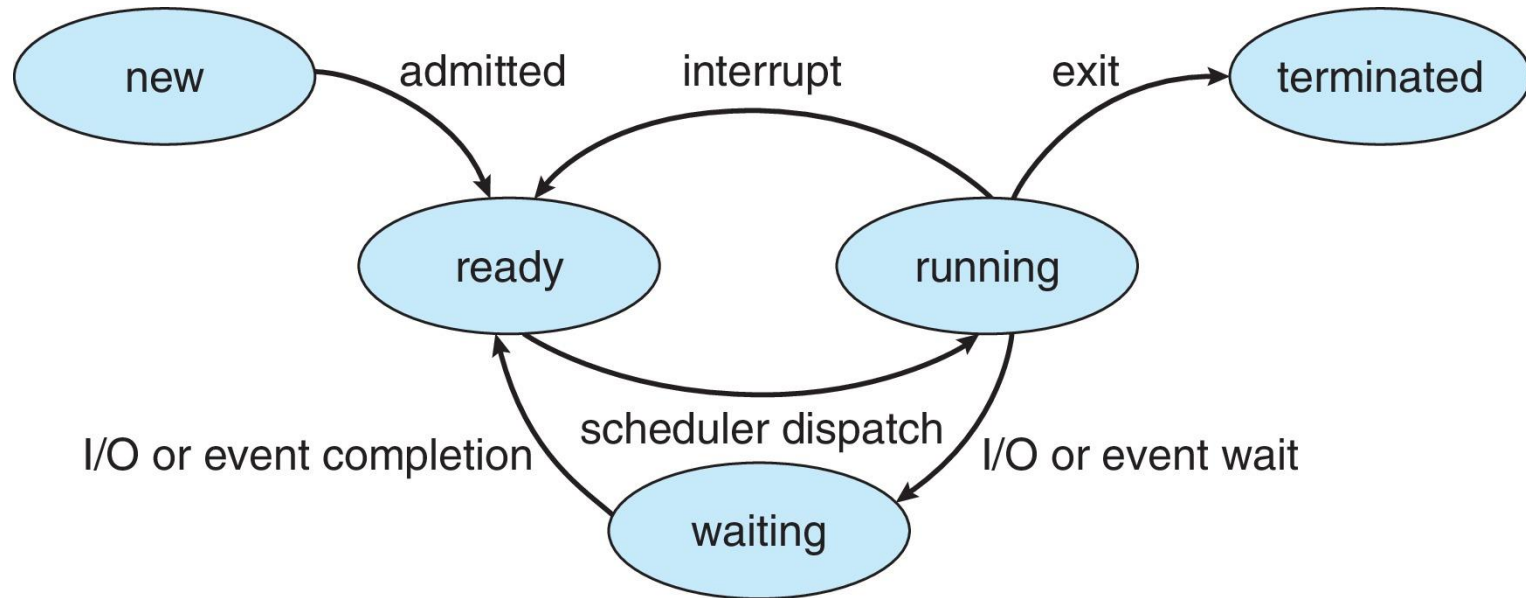 new
admitted
interrupt
exit
terminated
ready
running
scheduler dispatch
I/O or event completion
I/O or event wait
waiting